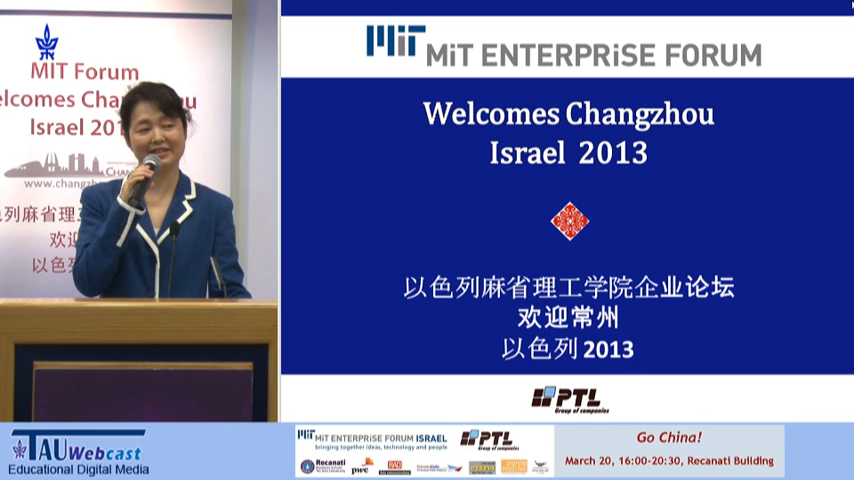 MIT Forum
elcomes Cha
Israel 201
CHAN
www.changzh
色列麻省理工
欢迎
以色
MiT ENTERPRiSE FORUM
Welcomes Changzhou
Israel 2013
以色列麻省理工学院企业论坛
欢迎常州
以色列 2013
PTL
Group of companies
TAU Webcast
Educational Digital Media
MiT ENTERPRiSE FORUM ISRAEL
bringing together ideas, technology and people
PTL
Group of companies
Recanati
pwc
RAD
Go China!
March 20, 16:00-20:30, Recanati Building